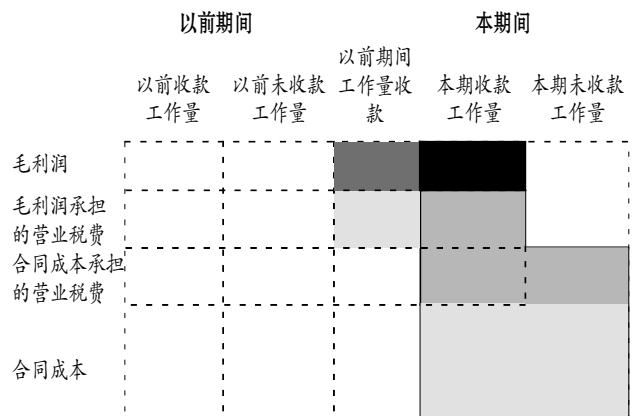 以前期间 本期间
以前收款 以前未收款 以前期间 本期收款 本期未收款
工作量 工作量 工作量收 工作量 工作量
款
毛利润
毛利润承担
的营业税费
合同成本承担
的营业税费
合同成本